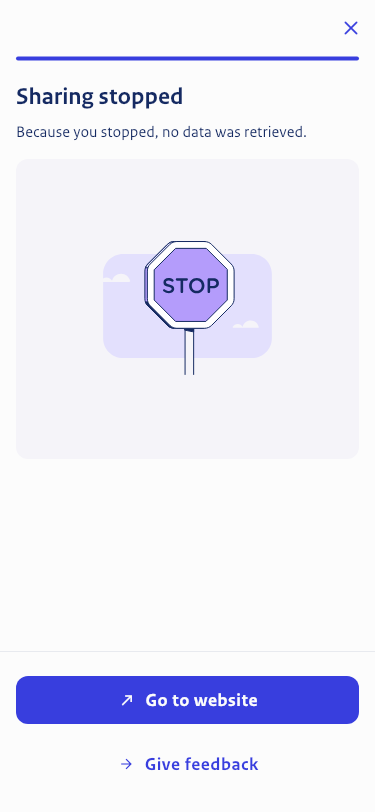 Sharing stopped
Because you stopped, no data was retrieved.
STOP
Go to website
Give feedback